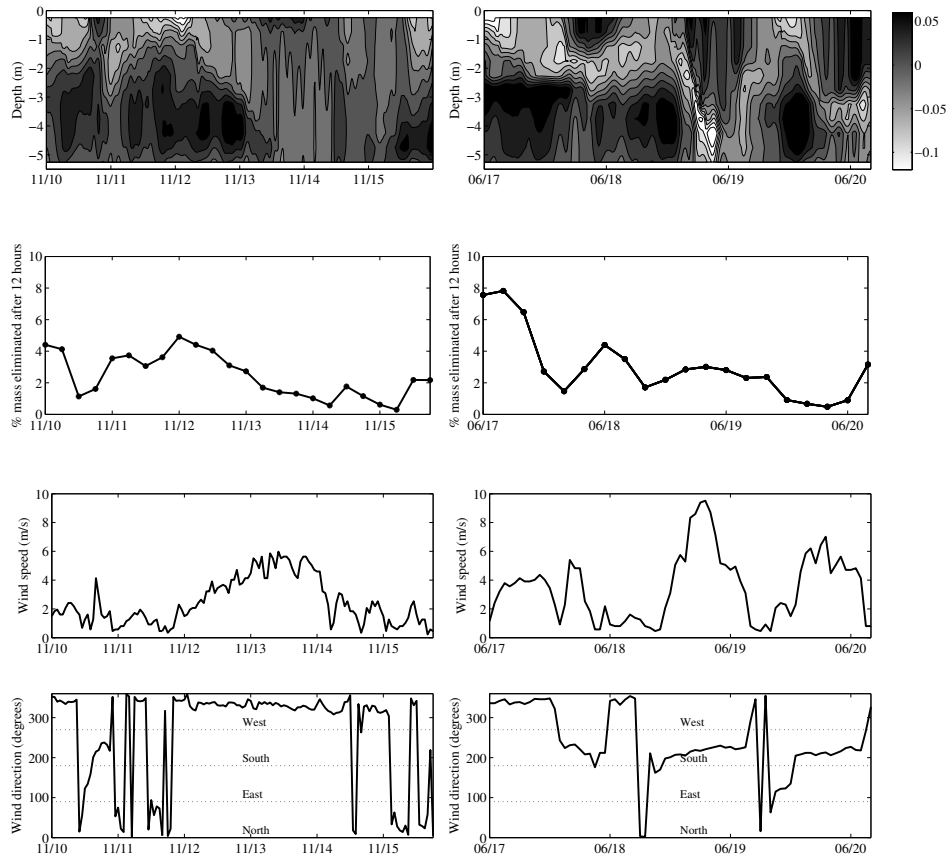 0
−1
−2
−3
−4
−5
Depth (m)
11/10 11/11 11/12 11/13 11/14 11/15
0
−1
−2
−3
−4
−5
Depth (m)
06/17 06/18 06/19 06/20
0.05
0
−0.05
−0.1
10
8
6
4
2
0
% mass eliminated after 12 hours
11/10 11/11 11/12 11/13 11/14 11/15
10
8
6
4
2
0
% mass eliminated after 12 hours
06/17 06/18 06/19 06/20
10
8
6
4
2
0
Wind speed (m/s)
11/10 11/11 11/12 11/13 11/14 11/15
10
8
6
4
2
0
Wind speed (m/s)
06/17 06/18 06/19 06/20
300
200
100
0
Wind direction (degrees)
West
South
East
North
11/10 11/11 11/12 11/13 11/14 11/15
300
200
100
0
Wind direction (degrees)
West
South
East
North
06/17 06/18 06/19 06/20